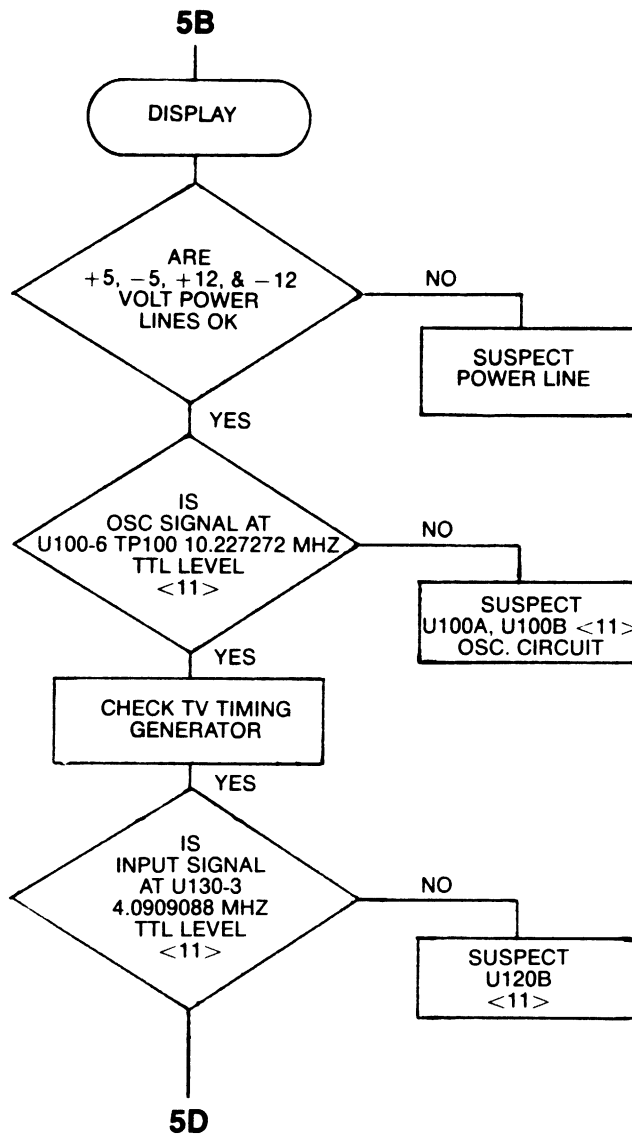 5B
DISPLAY
ARE
+5, −5, +12, & −12
VOLT POWER
LINES OK
NO
SUSPECT
POWER LINE
YES
IS
OSC SIGNAL AT
U100-6 TP100 10.227272 MHZ
TTL LEVEL
<11>
NO
SUSPECT
U100A, U100B <11>
OSC. CIRCUIT
YES
CHECK TV TIMING
GENERATOR
YES
IS
INPUT SIGNAL
AT U130-3
4.0909088 MHZ
TTL LEVEL
<11>
NO
SUSPECT
U120B
<11>
5D